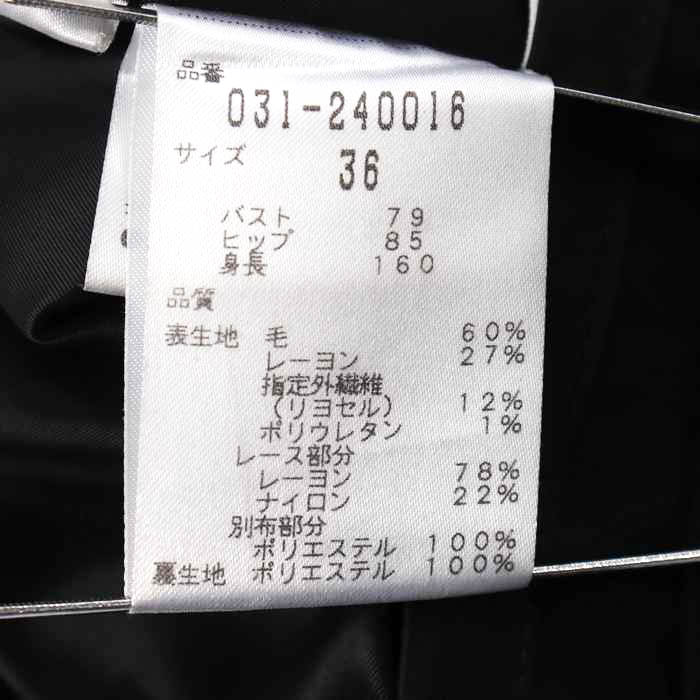 品番
031-240016
サイズ 36
バスト 79
ヒップ 85
身長 160
品質
表生地 毛 60%
レーヨン 27%
指定外繊維
(リヨセル) 12%
ポリウレタン 1%
レース部分
レーヨン 78%
ナイロン 22%
別布部分
ポリエステル 100%
裏生地 ポリエステル 100%